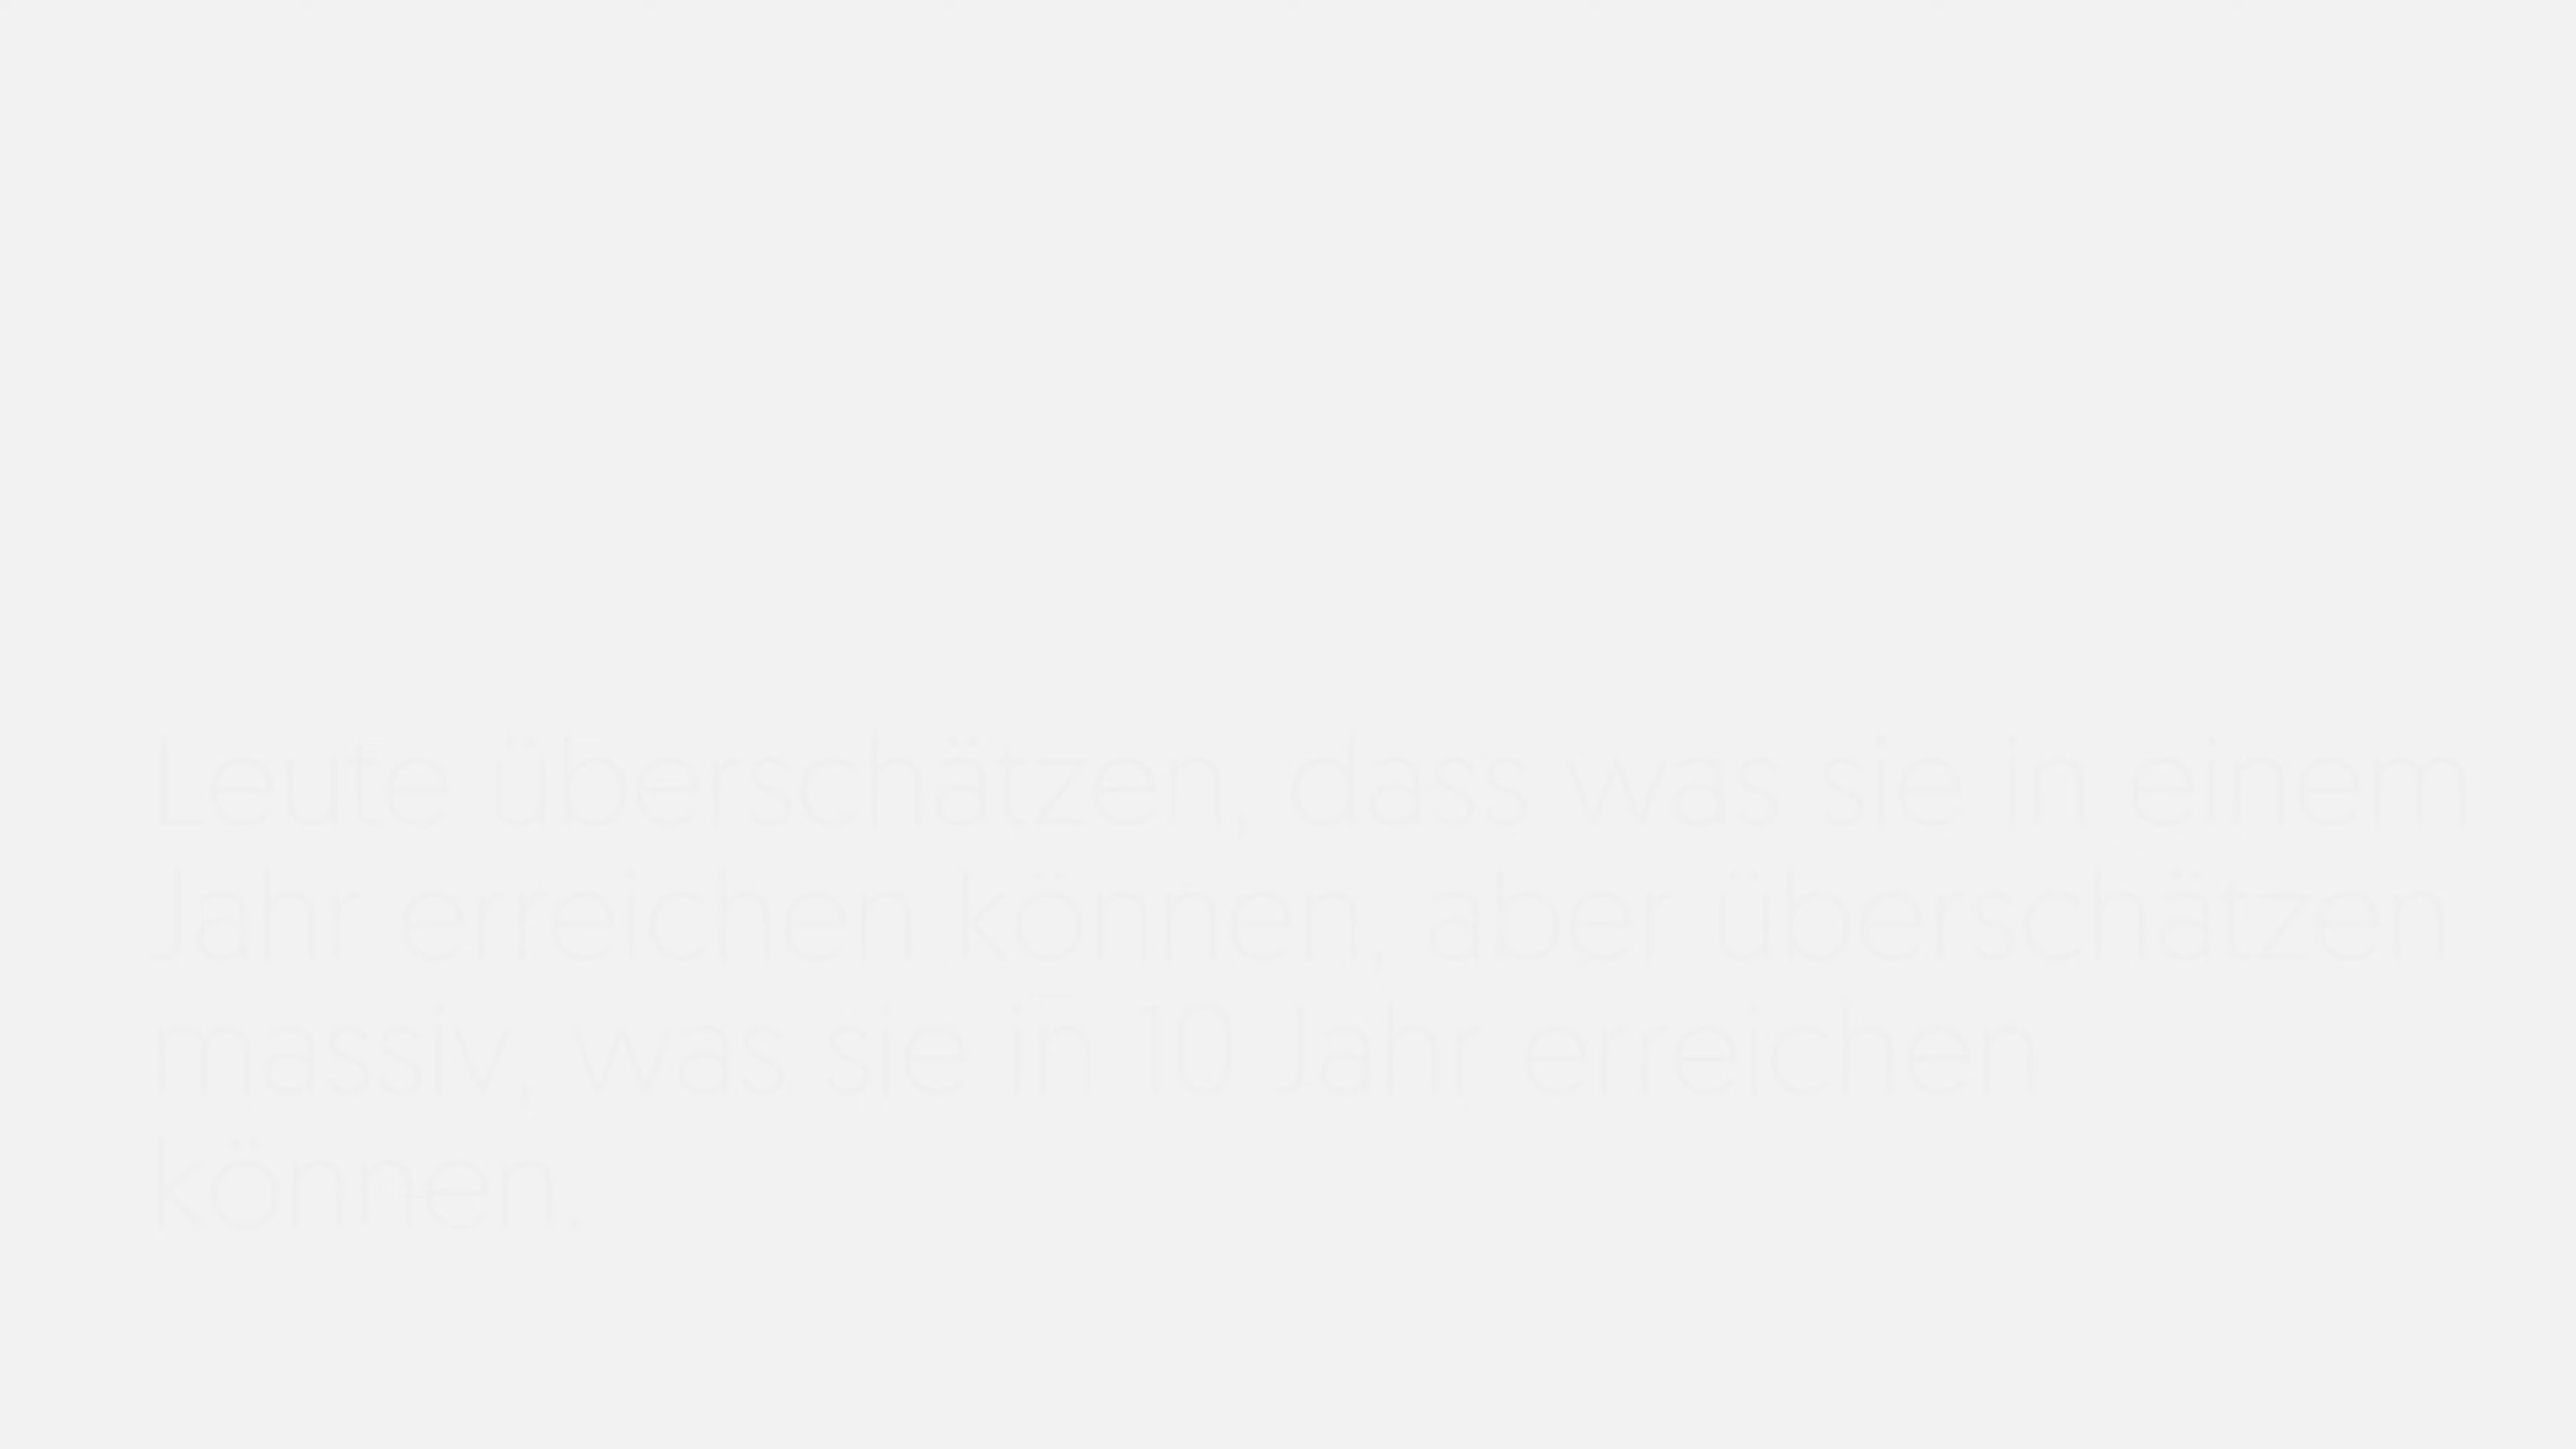 Leute überschätzen, dass was sie in einem
Jahr erreichen können, aber überschätzen
massiv, was sie in 10 Jahr erreichen
können.